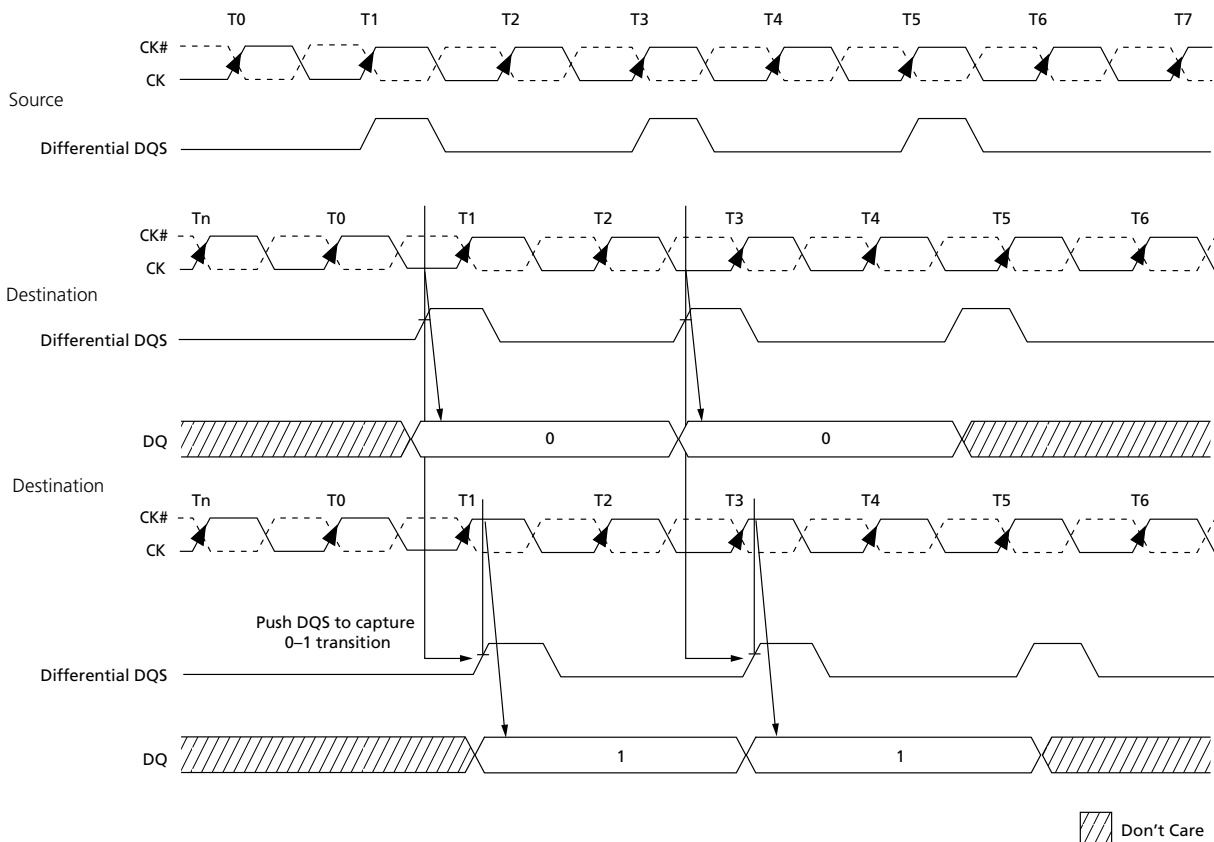 T0 T1 T2 T3 T4 T5 T6 T7
CK#
CK
Source
Differential DQS
Tn T0 T1 T2 T3 T4 T5 T6
CK#
CK
Destination
Differential DQS
DQ 0 0
Destination
Tn T0 T1 T2 T3 T4 T5 T6
CK#
CK
Push DQS to capture
0–1 transition
Differential DQS
DQ 1 1
Don't Care